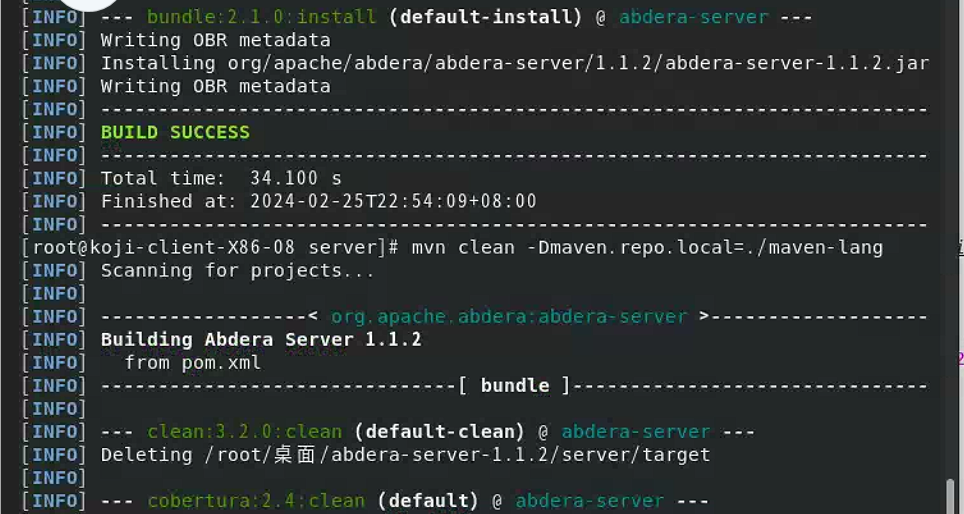 [INFO] --- bundle:2.1.0:install (default-install) @ abdera-server ---
[INFO] Writing OBR metadata
[INFO] Installing org/apache/abdera/abdera-server/1.1.2/abdera-server-1.1.2.jar
[INFO] Writing OBR metadata
[INFO] ------------------------------------------------------------------------
[INFO] BUILD SUCCESS
[INFO] ------------------------------------------------------------------------
[INFO] Total time:  34.100 s
[INFO] Finished at: 2024-02-25T22:54:09+08:00
[INFO] ------------------------------------------------------------------------
[root@koji-client-X86-08 server]# mvn clean -Dmaven.repo.local=./maven-lang
[INFO] Scanning for projects...
[INFO]
[INFO] ------------------< org.apache.abdera:abdera-server >-------------------
[INFO] Building Abdera Server 1.1.2
[INFO]   from pom.xml
[INFO] -------------------------------[ bundle ]-------------------------------
[INFO]
[INFO] --- clean:3.2.0:clean (default-clean) @ abdera-server ---
[INFO] Deleting /root/桌面/abdera-server-1.1.2/server/target
[INFO]
[INFO] --- cobertura:2.4:clean (default) @ abdera-server ---